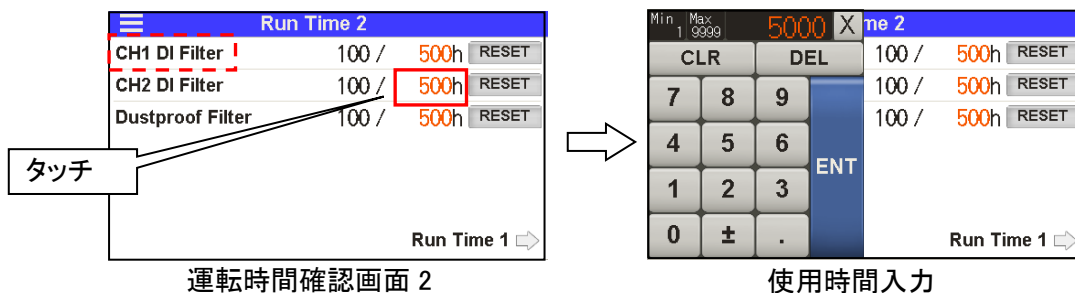 Run Time 2
CH1 DI Filter 100 / 500h RESET
CH2 DI Filter 100 / 500h RESET
Dustproof Filter 100 / 500h RESET
タッチ
Run Time 1
運転時間確認画面 2
Min 1 Max 9999 5000 X me 2
CLR DEL 100 / 500h RESET
7 8 9 100 / 500h RESET
100 / 500h RESET
4 5 6 ENT
1 2 3
0 ± . Run Time 1
使用時間入力